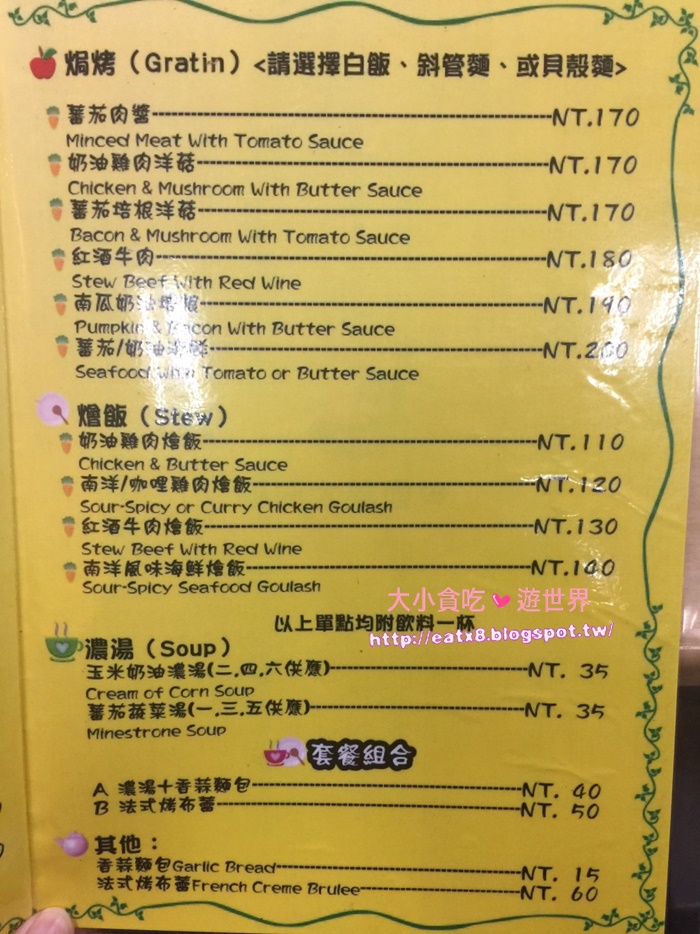 焗烤（Gratin）<請選擇白飯、斜管麵、或貝殼麵>
蕃茄肉醬 NT.170
Minced Meat With Tomato Sauce
奶油雞肉洋菇 NT.170
Chicken & Mushroom With Butter Sauce
蕃茄培根洋菇 NT.170
Bacon & Mushroom With Tomato Sauce
紅酒牛肉 NT.180
Stew Beef With Red Wine
南瓜奶油培根 NT.190
Pumpkin & Bacon With Butter Sauce
蕃茄/奶油海鮮 NT.200
Seafood With Tomato or Butter Sauce
燴飯（Stew）
奶油雞肉燴飯 NT.110
Chicken & Butter Sauce
南洋/咖哩雞肉燴飯 NT.120
Sour-Spicy or Curry Chicken Goulash
紅酒牛肉燴飯 NT.130
Stew Beef With Red Wine
南洋風味海鮮燴飯 NT.140
Sour-Spicy Seafood Goulash
大小貪吃 遊世界
以上單點均附飲料一杯
http://eatx8.blogspot.tw/
濃湯（Soup）
玉米奶油濃湯(二.四.六供應) NT. 35
Cream of Corn Soup
蕃茄蔬菜湯(一.三.五供應) NT. 35
Minestrone Soup
套餐組合
A 濃湯+香蒜麵包 NT. 40
B 法式烤布蕾 NT. 50
其他：
香蒜麵包Garlic Bread NT. 15
法式烤布蕾French Creme Brulee NT. 60